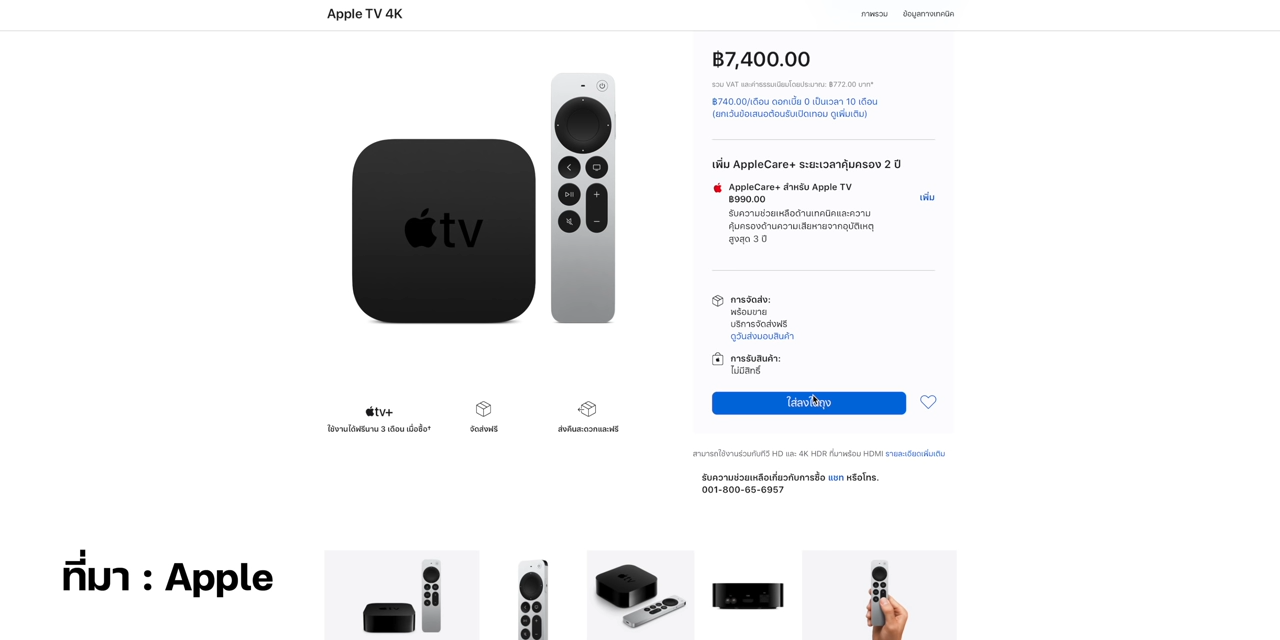 Apple TV 4K
ภาพรวม
ข้อมูลทางเทคนิค
฿7,400.00
รวม VAT และค่าธรรมเนียมโดยประมาณ: ฿772.00 บาท*
฿740.00/เดือน ดอกเบี้ย 0 เป็นเวลา 10 เดือน
(ยกเว้นข้อเสนอต้อนรับเปิดเทอม ดูเพิ่มเติม)
เพิ่ม AppleCare+ ระยะเวลาคุ้มครอง 2 ปี
AppleCare+ สำหรับ Apple TV
฿990.00
เพิ่ม
รับความช่วยเหลือด้านเทคนิคและความ
คุ้มครองด้านความเสียหายจากอุบัติเหตุ
สูงสุด 3 ปี
tv
การจัดส่ง:
พร้อมขาย
บริการจัดส่งฟรี
ดูวันส่งมอบสินค้า
การรับสินค้า:
ไม่มีสิทธิ์
ใส่ลงในถุง
tv+
ใช้งานได้ฟรีนาน 3 เดือน เมื่อซื้อ†
จัดส่งฟรี
ส่งคืนสะดวกและฟรี
สามารถใช้งานร่วมกับทีวี HD และ 4K HDR ที่มาพร้อม HDMI รายละเอียดเพิ่มเติม
รับความช่วยเหลือเกี่ยวกับการซื้อ แชท หรือโทร.
001-800-65-6957
ที่มา : Apple